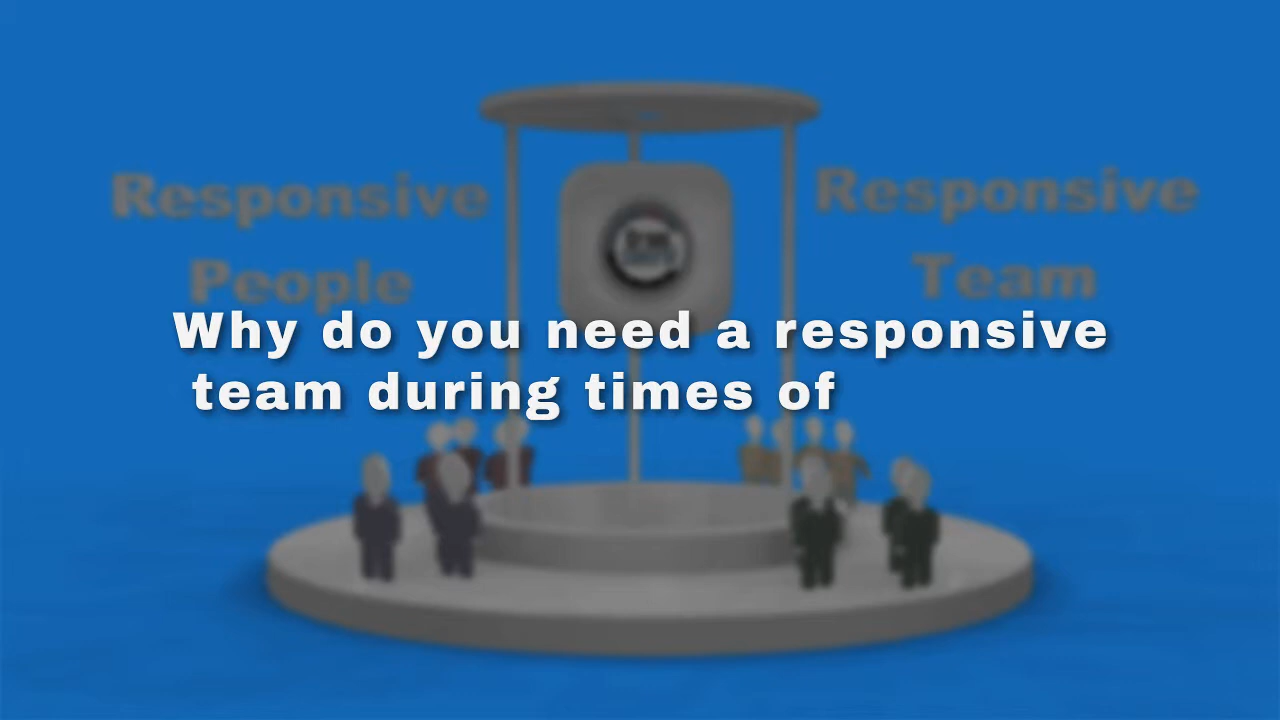 Responsive
People
Responsive
Team
Why do you need a responsive
team during times of